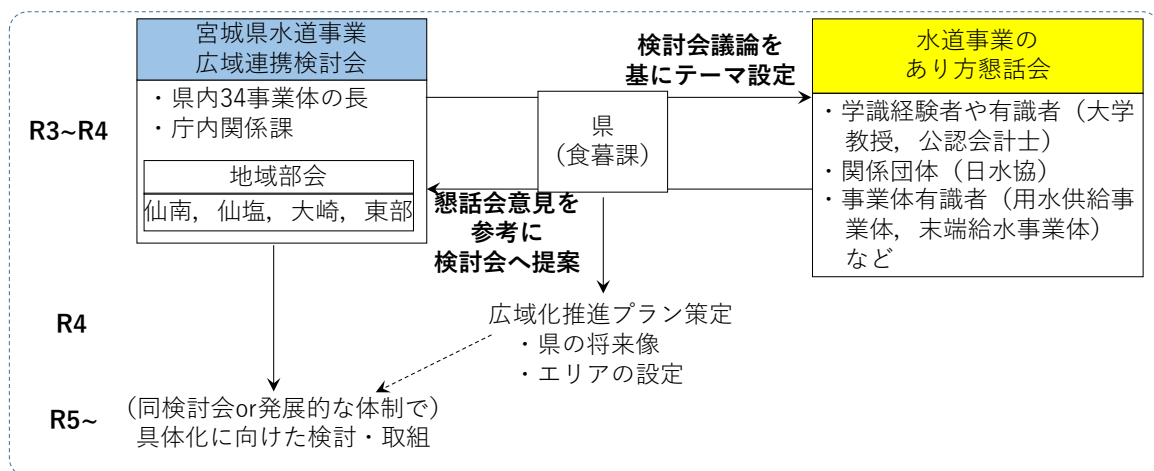 宮城県水道事業
広域連携検討会
・県内34事業体の長
・庁内関係課
地域部会
仙南，仙塩，大崎，東部
検討会議論を
基にテーマ設定
県
（食暮課）
懇話会意見を
参考に
検討会へ提案
水道事業の
あり方懇話会
・学識経験者や有識者（大学
教授，公認会計士）
・関係団体（日水協）
・事業体有識者（用水供給事
業体，末端給水事業体）
など
R3~R4
R4
広域化推進プラン策定
・県の将来像
・エリアの設定
R5~
（同検討会or発展的な体制で）
具体化に向けた検討・取組